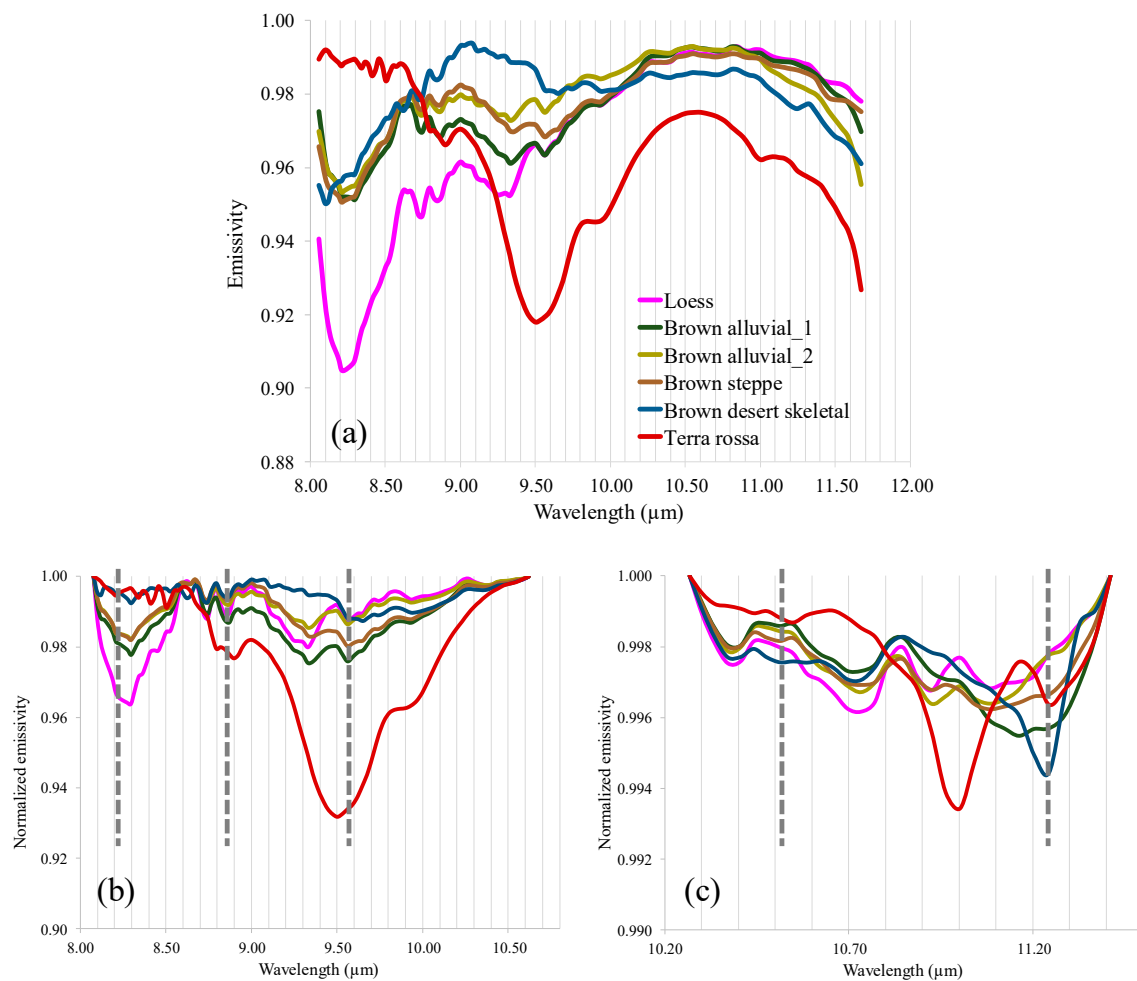 1.00
0.98
0.96
0.94
0.92
0.90
0.88
Emissivity
Loess
Brown alluvial_1
Brown alluvial_2
Brown steppe
Brown desert skeletal
Terra rossa
(a)
8.00 8.50 9.00 9.50 10.00 10.50 11.00 11.50 12.00
Wavelength (µm)
1.00
0.98
0.96
0.94
0.92
0.90
Normalized emissivity
(b)
8.00 8.50 9.00 9.50 10.00 10.50
Wavelength (µm)
1.000
0.998
0.996
0.994
0.992
0.990
Normalized emissivity
(c)
10.20 10.70 11.20
Wavelength (µm)